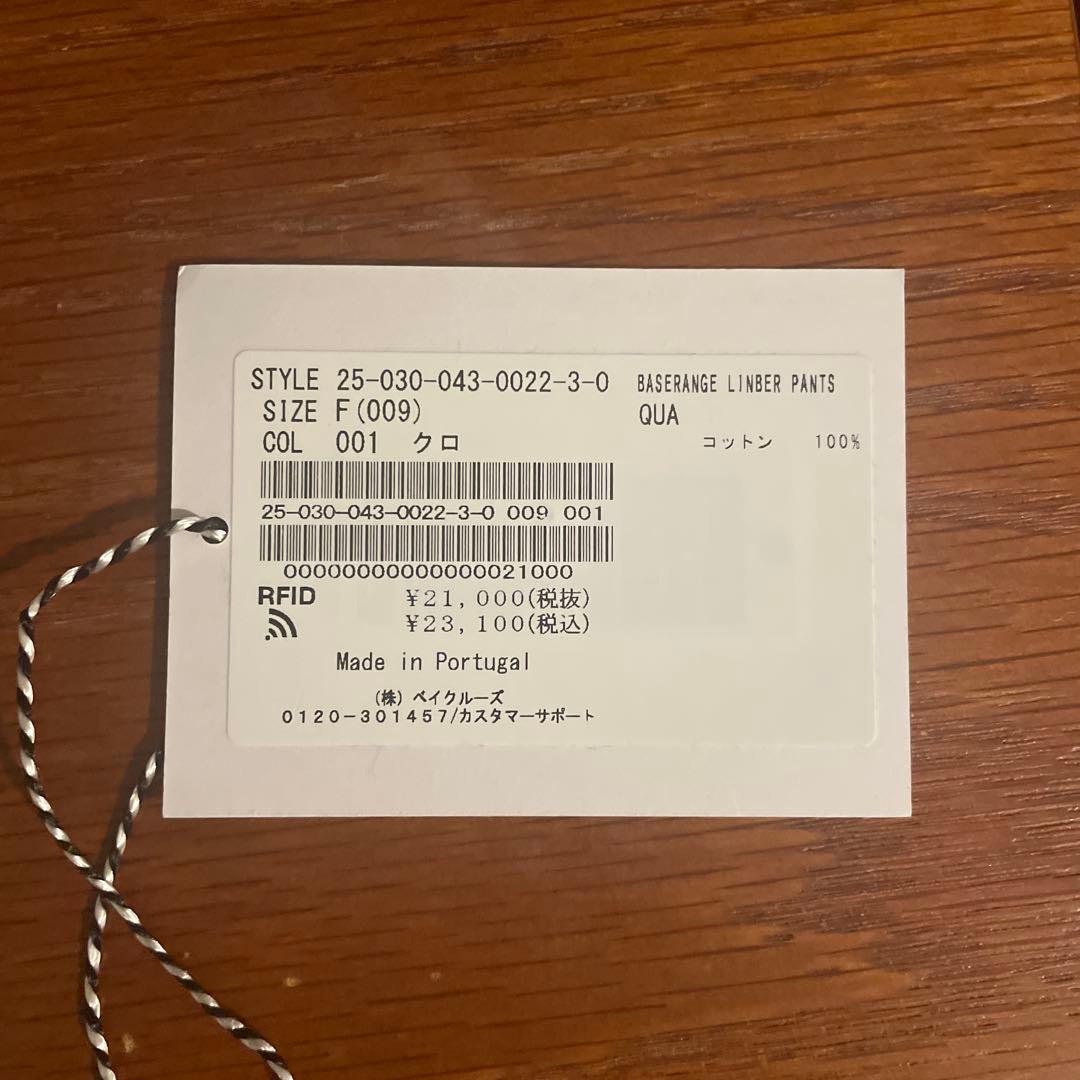 STYLE 25-030-043-0022-3-0
SIZE F(009)
COL 001 クロ
25-030-043-0022-3-0 009 001
00000000000000021000
RFID
¥21,000(税抜)
¥23,100(税込)
Made in Portugal
(株) ベイクルーズ
0120-301457/カスタマーサポート
BASERANGE LINBER PANTS
QUA
コットン 100%